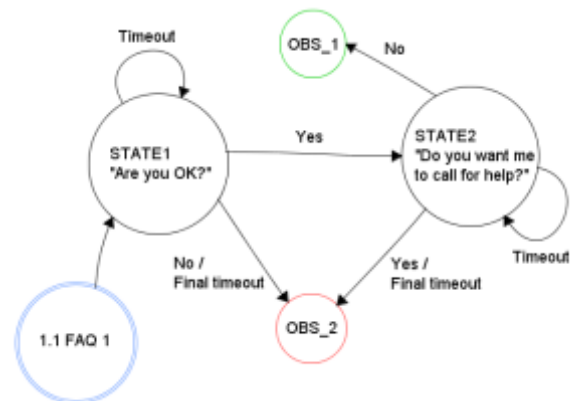 Timeout
OBS_1
No
STATE1
"Are you OK?"
Yes
STATE2
"Do you want me
to call for help?"
No /
Final timeout
Yes /
Final timeout
Timeout
1.1 FAQ 1
OBS_2